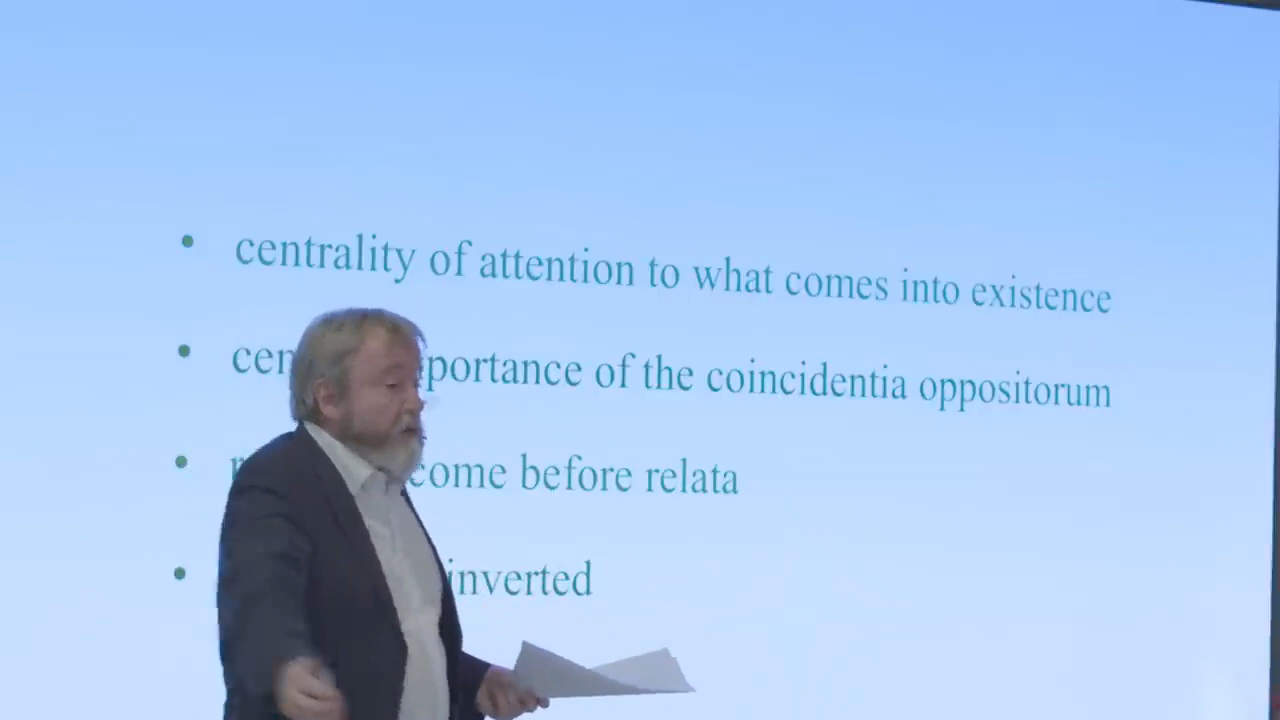 • centrality of attention to what comes into existence
• cen portance of the coincidentia oppositorum
• come before relata
• inverted